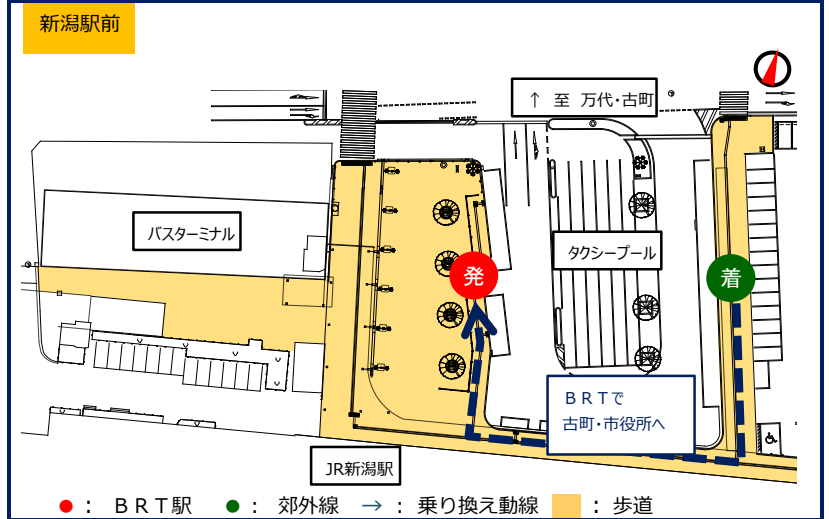 新潟駅前
↑ 至 万代・古町
バスターミナル
タクシープール
発
着
BRTで
古町・市役所へ
JR新潟駅
●： BRT駅 ●： 郊外線 →： 乗り換え動線 ： 歩道